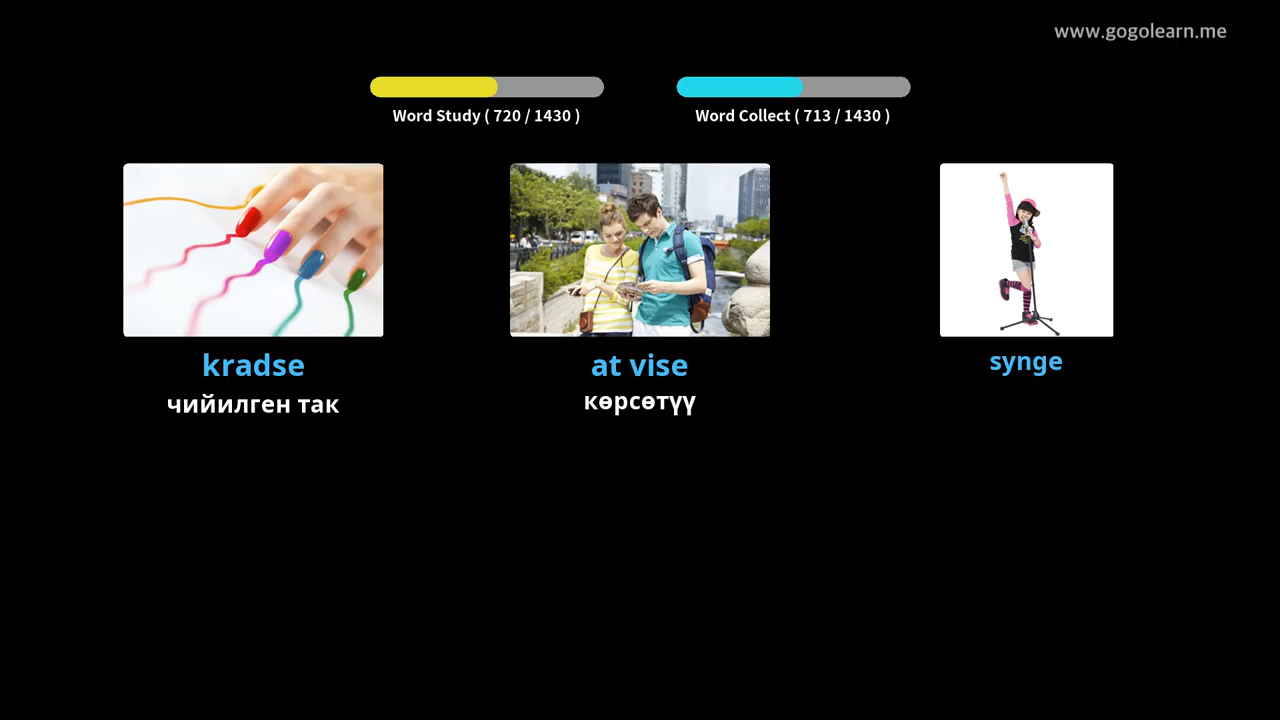 www.gogolearn.me
Word Study ( 720 / 1430 )
Word Collect ( 713 / 1430 )
kradse
at vise
synge
чийилген так
көрсөтүү